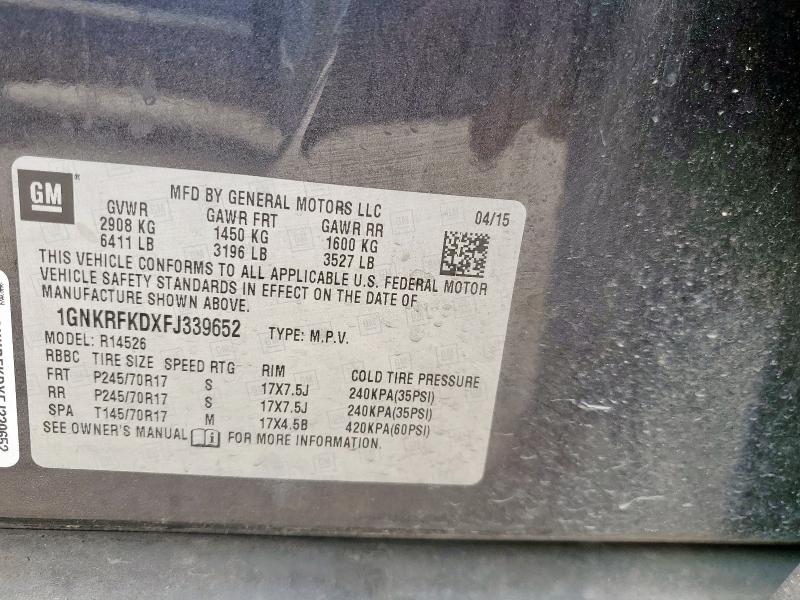 GM
MFD BY GENERAL MOTORS LLC
04/15
GVWR GAWR FRT GAWR RR
2908 KG 1450 KG 1600 KG
6411 LB 3196 LB 3527 LB
THIS VEHICLE CONFORMS TO ALL APPLICABLE U.S. FEDERAL MOTOR
VEHICLE SAFETY STANDARDS IN EFFECT ON THE DATE OF
MANUFACTURE SHOWN ABOVE.
1GNKRFKDXFJ339652 TYPE: M.P.V.
MODEL: R14526
RBBC TIRE SIZE SPEED RTG RIM COLD TIRE PRESSURE
FRT P245/70R17 S 17X7.5J 240KPA(35PSI)
RR P245/70R17 S 17X7.5J 240KPA(35PSI)
SPA T145/70R17 M 17X4.5B 420KPA(60PSI)
SEE OWNER'S MANUAL i FOR MORE INFORMATION.